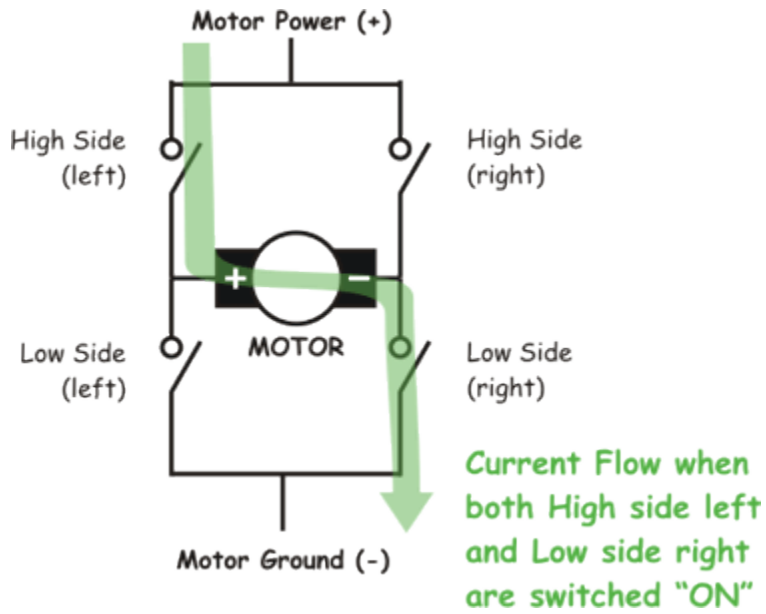 Motor Power (+)
High Side
(left)
High Side
(right)
+
−
MOTOR
Low Side
(left)
Low Side
(right)
Current Flow when
both High side left
and Low side right
are switched “ON”
Motor Ground (-)